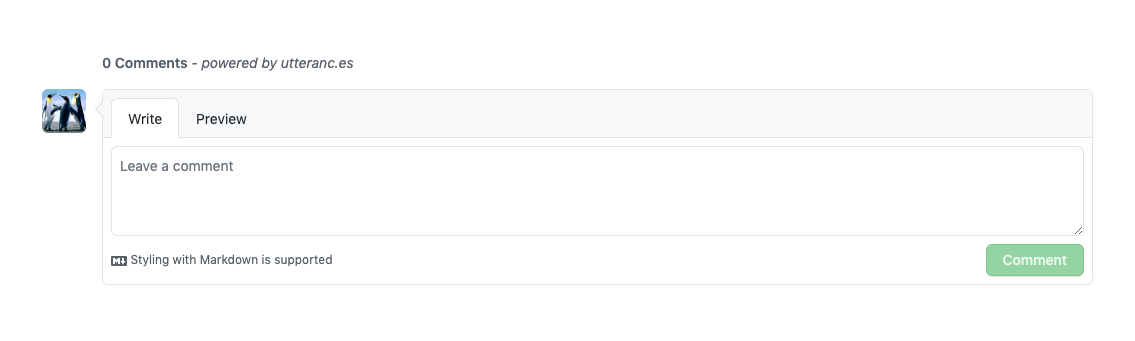 0 Comments - powered by utteranc.es
Write Preview
Leave a comment
M↓ Styling with Markdown is supported
Comment